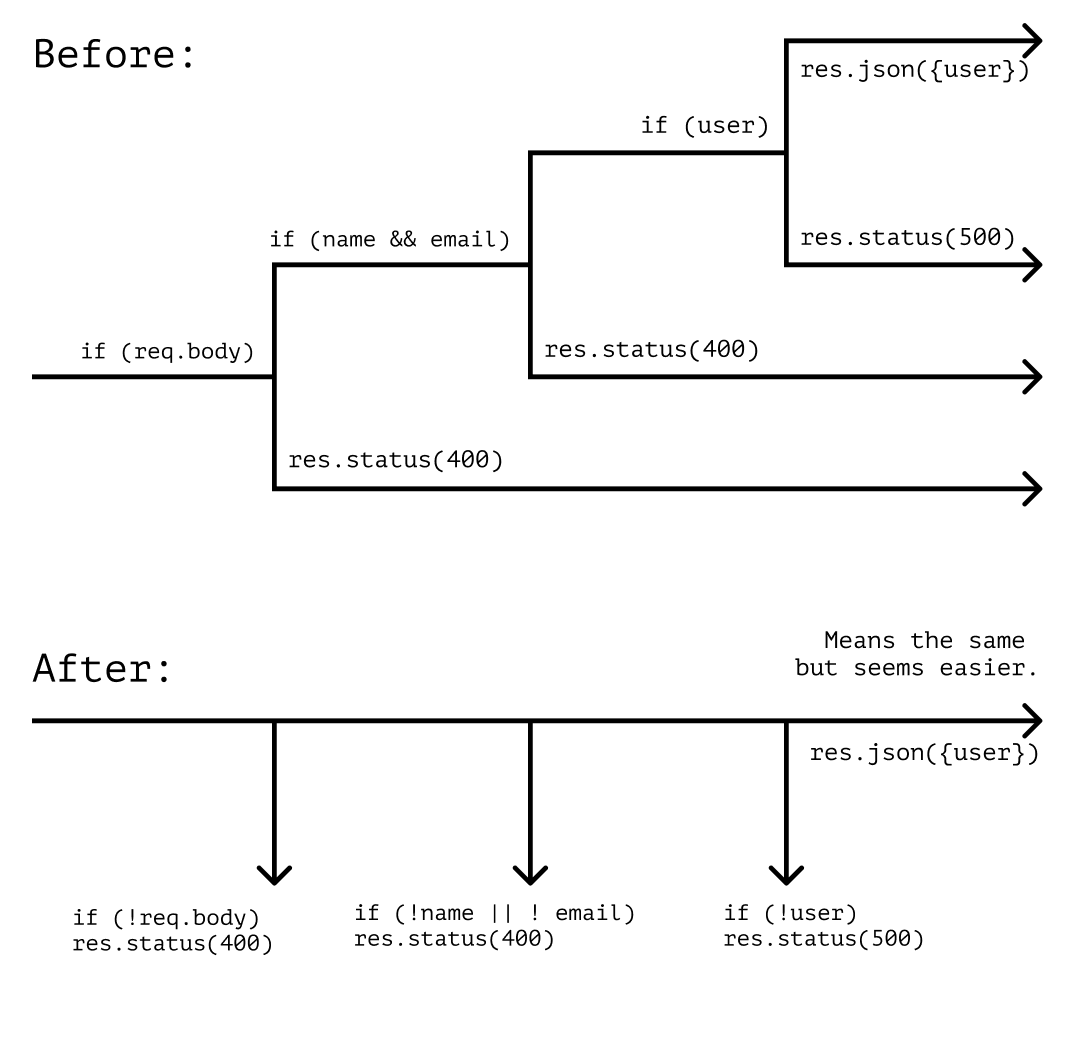 Before:
res.json({user})
if (user)
res.status(500)
if (name && email)
res.status(400)
if (req.body)
res.status(400)
Means the same
but seems easier.
After:
res.json({user})
if (!req.body)
res.status(400)
if (!name || ! email)
res.status(400)
if (!user)
res.status(500)